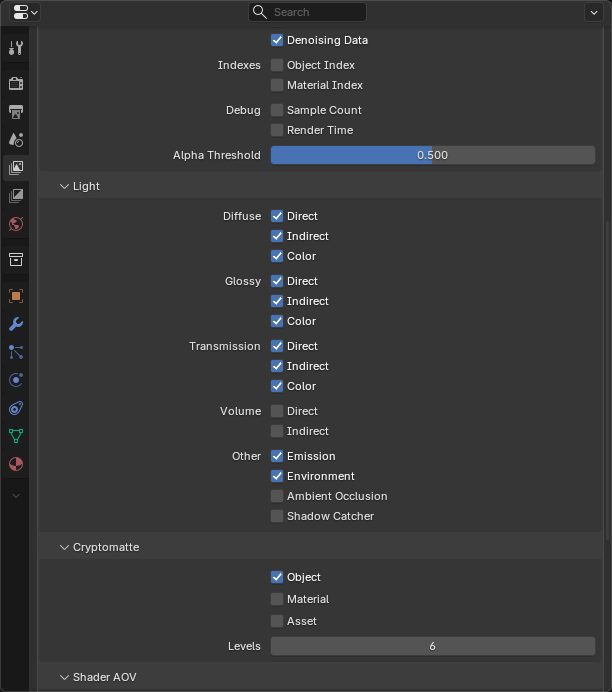 Search
Denoising Data
Indexes Object Index
Material Index
Debug Sample Count
Render Time
Alpha Threshold 0.500
Light
Diffuse Direct
Indirect
Color
Glossy Direct
Indirect
Color
Transmission Direct
Indirect
Color
Volume Direct
Indirect
Other Emission
Environment
Ambient Occlusion
Shadow Catcher
Cryptomatte
Object
Material
Asset
Levels 6
Shader AOV